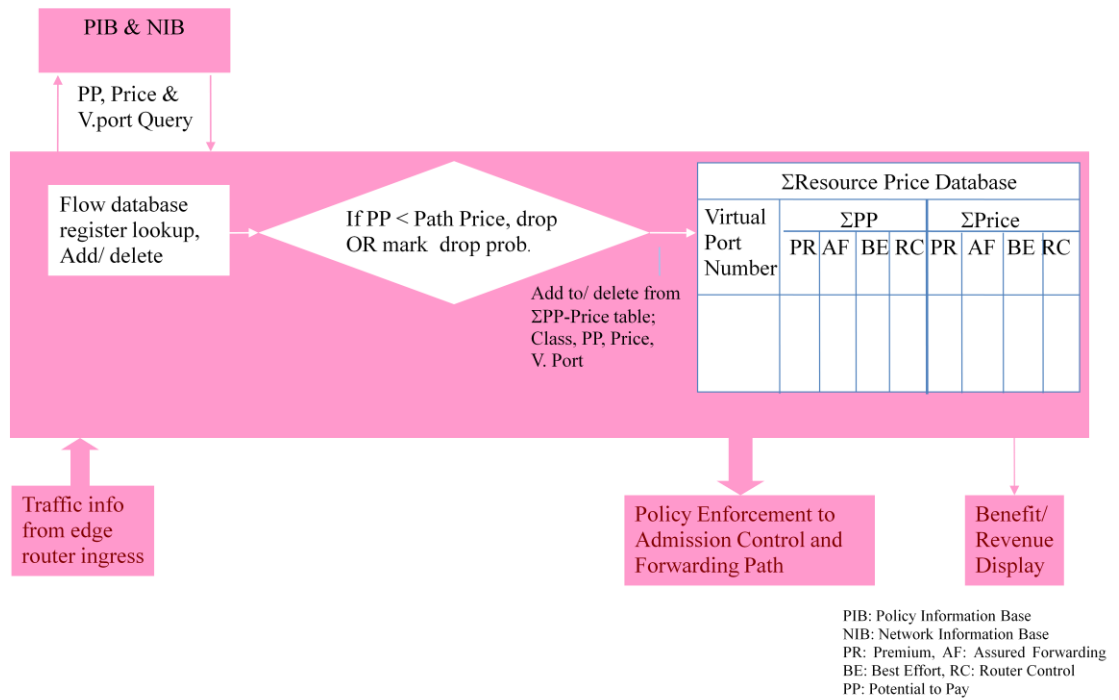 PIB & NIB
PP, Price &
V.port Query
Flow database
register lookup,
Add/ delete
If PP < Path Price, drop
OR mark drop prob.
Add to/ delete from
ΣPP-Price table;
Class, PP, Price,
V. Port
ΣResource Price Database
Virtual
Port
Number
ΣPP
ΣPrice
PR AF BE RC PR AF BE RC
Traffic info
from edge
router ingress
Policy Enforcement to
Admission Control and
Forwarding Path
Benefit/
Revenue
Display
PIB: Policy Information Base
NIB: Network Information Base
PR: Premium, AF: Assured Forwarding
BE: Best Effort, RC: Router Control
PP: Potential to Pay